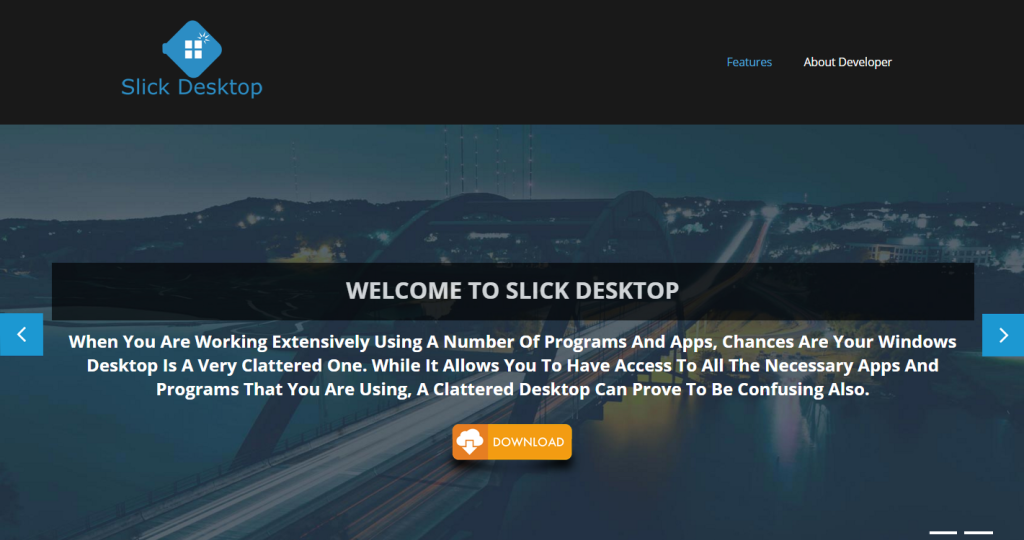 Slick Desktop
Features
About Developer
WELCOME TO SLICK DESKTOP
When You Are Working Extensively Using A Number Of Programs And Apps, Chances Are Your Windows
Desktop Is A Very Clattered One. While It Allows You To Have Access To All The Necessary Apps And
Programs That You Are Using, A Clattered Desktop Can Prove To Be Confusing Also.
DOWNLOAD